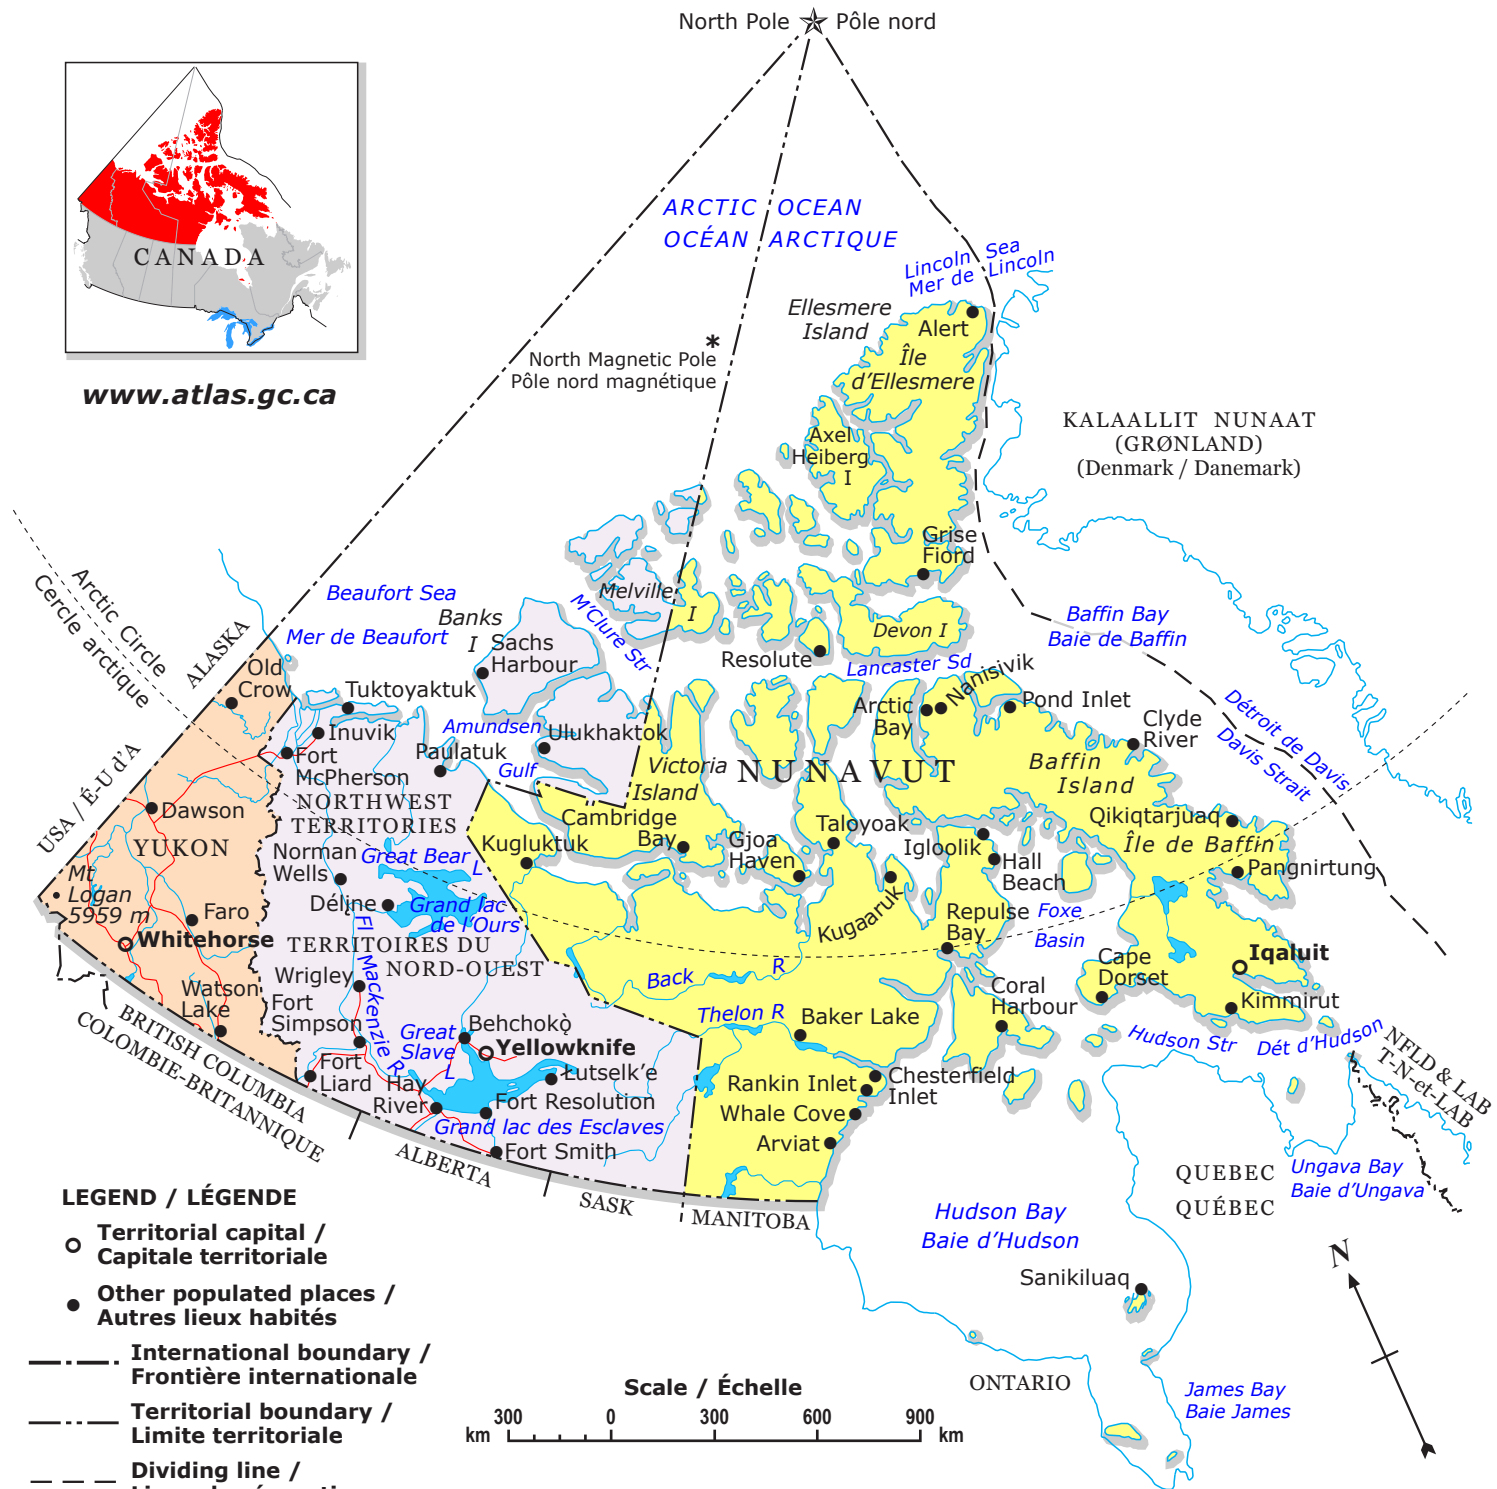 North Pole
Pôle nord
CANADA
www.atlas.gc.ca
ARCTIC OCEAN
OCÉAN ARCTIQUE
Lincoln Sea
Mer de Lincoln
Ellesmere
Island
Alert
Île
d'Ellesmere
*
North Magnetic Pole
Pôle nord magnétique
Axel
Heiberg
I
KALAALLIT NUNAAT
(GRØNLAND)
(Denmark / Danemark)
Grise
Fiord
Arctic Circle
Cercle arctique
Beaufort Sea
Mer de Beaufort
Banks
I
Sachs
Harbour
Melville
I
M'Clure Str
Devon I
Resolute
Lancaster Sd
Baffin Bay
Baie de Baffin
ALASKA
USA / É-U d'A
Old
Crow
Tuktoyaktuk
Inuvik
Fort
McPherson
Paulatuk
Amundsen
Gulf
Ulukhaktok
Victoria
Island
NUNAVUT
Arctic
Bay
Nanisivik
Pond Inlet
Clyde
River
Détroit de Davis
Davis Strait
Baffin
Island
Île de Baffin
Qikiqtarjuaq
Pangnirtung
Dawson
YUKON
Mt
Logan
5959 m
Faro
Whitehorse
Watson
Lake
NORTHWEST
TERRITORIES
Norman
Wells
Great Bear
L
Déline
Grand lac
de l'Ours
Fl Mackenzie R
TERRITOIRES DU
NORD-OUEST
Wrigley
Fort
Simpson
Fort
Liard
Hay
River
Great
Slave
L
Behchokǫ̀
Yellowknife
Łutselk'e
Fort Resolution
Grand lac des Esclaves
Fort Smith
Kugluktuk
Cambridge
Bay
Gjoa
Haven
Taloyoak
Igloolik
Hall
Beach
Kugaaruk
Repulse
Bay
Foxe
Basin
Back R
Thelon R
Baker Lake
Coral
Harbour
Cape
Dorset
Iqaluit
Kimmirut
Rankin Inlet
Chesterfield
Inlet
Whale Cove
Arviat
Hudson Str
Dét d'Hudson
NFLD & LAB
T-N-et-LAB
BRITISH COLUMBIA
COLOMBIE-BRITANNIQUE
ALBERTA
SASK
MANITOBA
QUEBEC
QUÉBEC
Ungava Bay
Baie d'Ungava
Hudson Bay
Baie d'Hudson
Sanikiluaq
N
ONTARIO
James Bay
Baie James
LEGEND / LÉGENDE
Territorial capital /
Capitale territoriale
Other populated places /
Autres lieux habités
International boundary /
Frontière internationale
Territorial boundary /
Limite territoriale
Dividing line /
Scale / Échelle
300 0 300 600 900
km km